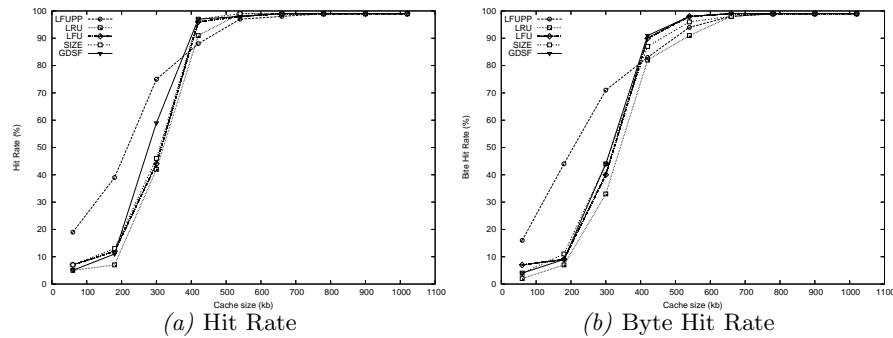 100
90
80
70
60
50
40
30
20
10
0
Hit Rate (%)
LFUPP
LRU
LFU
SIZE
GDSF
0 100 200 300 400 500 600 700 800 900 1000 1100
Cache size (kb)
(a) Hit Rate
100
90
80
70
60
50
40
30
20
10
0
Bite Hit Rate (%)
LFUPP
LRU
LFU
SIZE
GDSF
0 100 200 300 400 500 600 700 800 900 1000 1100
Cache size (kb)
(b) Byte Hit Rate